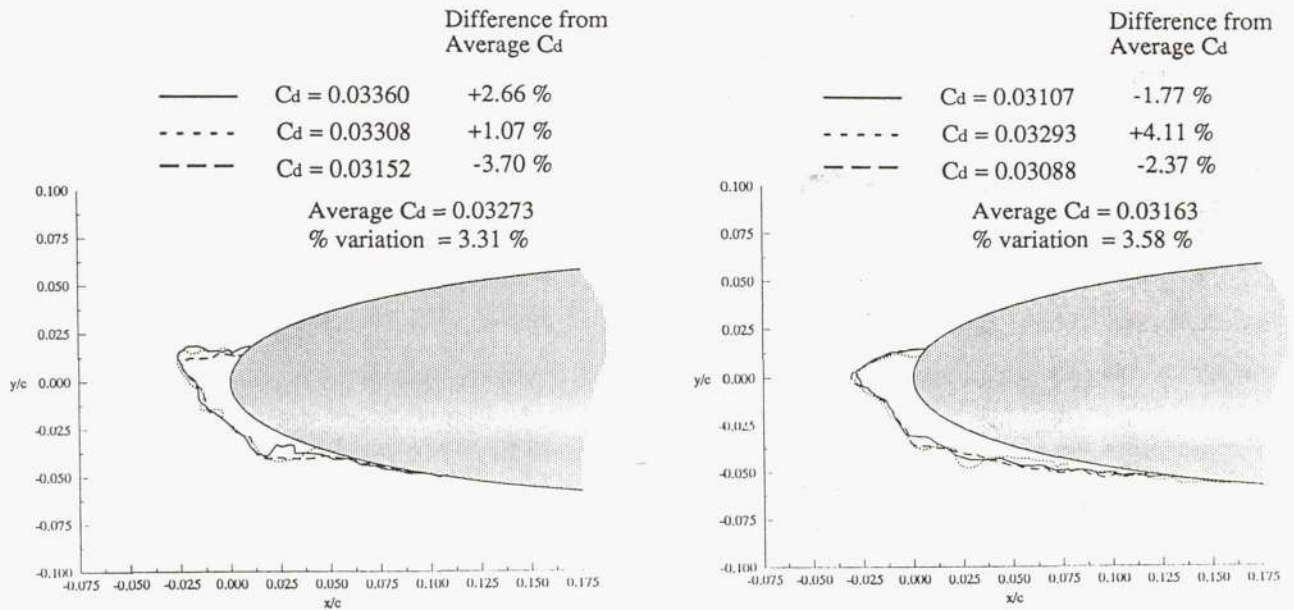 Difference from
Average Cd
Cd = 0.03360 +2.66 %
Cd = 0.03308 +1.07 %
Cd = 0.03152 -3.70 %
Average Cd = 0.03273
% variation = 3.31 %
0.100
0.075
0.050
0.025
y/c 0.000
-0.025
-0.050
-0.075
-0.100
-0.075 -0.050 -0.025 0.000 0.025 0.050 0.075 0.100 0.125 0.150 0.175
x/c
Difference from
Average Cd
Cd = 0.03107 -1.77 %
Cd = 0.03293 +4.11 %
Cd = 0.03088 -2.37 %
Average Cd = 0.03163
% variation = 3.58 %
0.100
0.075
0.050
0.025
y/c 0.000
-0.025
-0.050
-0.075
-0.100
-0.075 -0.050 -0.025 0.000 0.025 0.050 0.075 0.100 0.125 0.150 0.175
x/c